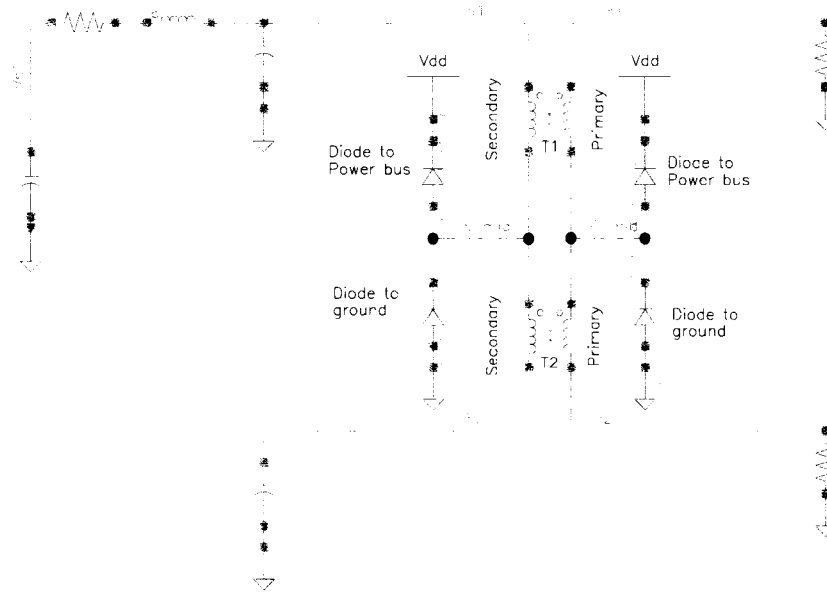 Vdd
Vdd
Secondary
Primary
T1
Diode to
Power bus
Diode to
Power bus
Diode to
ground
Secondary
Primary
T2
Diode to
ground